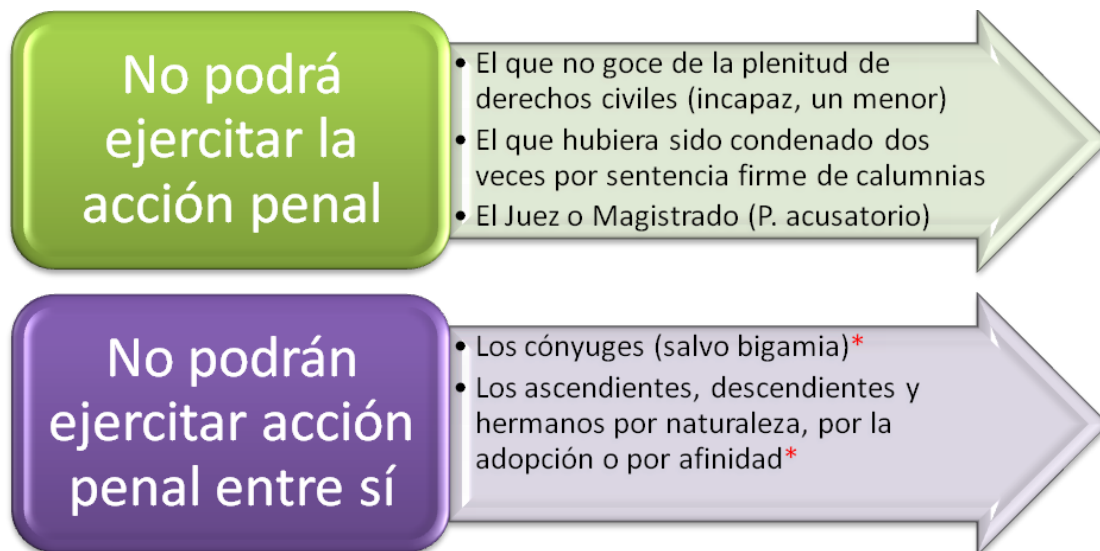 No podrá
ejercitar la
acción penal
• El que no goce de la plenitud de
derechos civiles (incapaz, un menor)
• El que hubiera sido condenado dos
veces por sentencia firme de calumnias
• El Juez o Magistrado (P. acusatorio)
No podrán
ejercitar acción
penal entre sí
• Los cónyuges (salvo bigamia)*
• Los ascendientes, descendientes y
hermanos por naturaleza, por la
adopción o por afinidad*